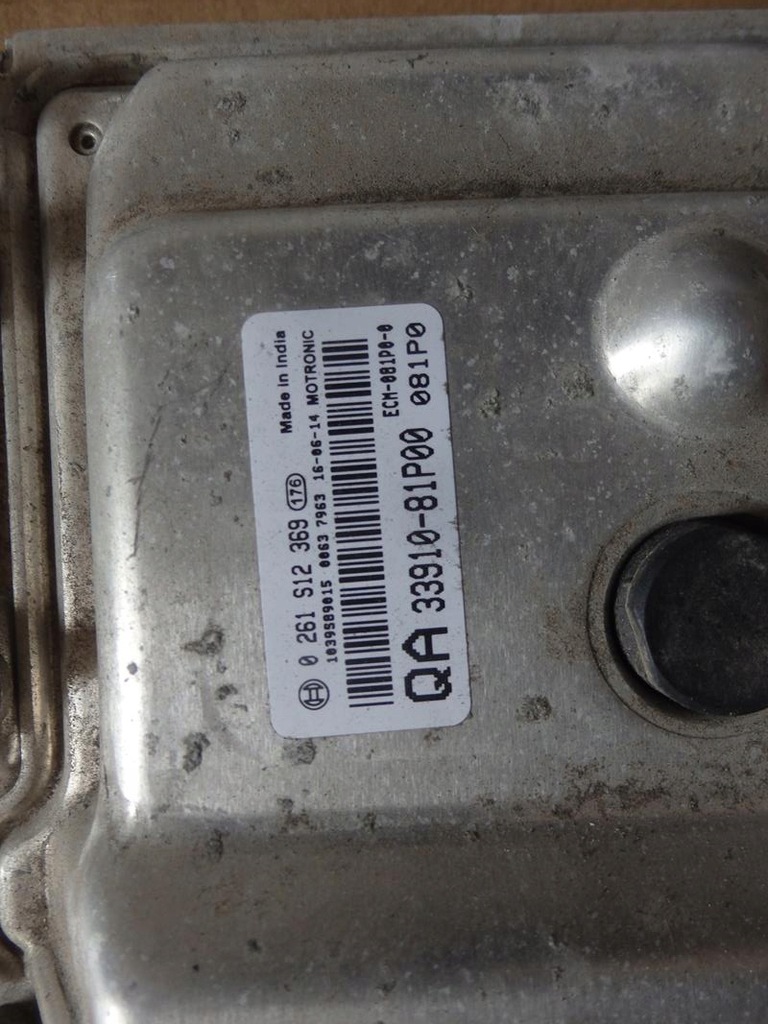 Made in India
0 261 S12 369 176
1039S89015 0063 7963 16-06-14 MOTRONIC
ECM-081P0-0
QA 33910-81P00 081P0